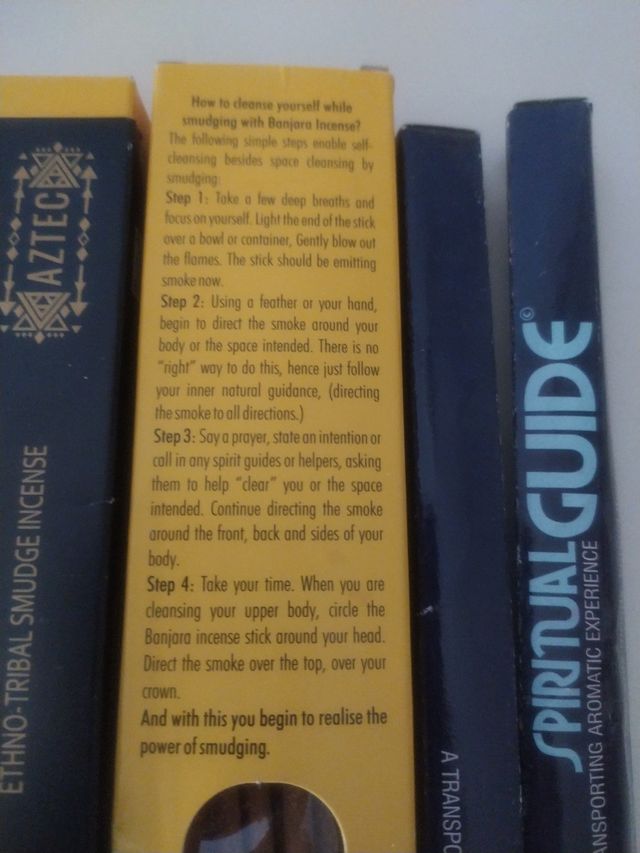 AZTEC
ETHNO-TRIBAL SMUDGE INCENSE
How to cleanse yourself while
smudging with Banjara Incense?
The following simple steps enable self-
cleansing besides space cleansing by
smudging:
Step 1: Take a few deep breaths and
focus on yourself. Light the end of the stick
over a bowl or container, Gently blow out
the flames. The stick should be emitting
smoke now.
Step 2: Using a feather or your hand,
begin to direct the smoke around your
body or the space intended. There is no
"right" way to do this, hence just follow
your inner natural guidance, (directing
the smoke to all directions.)
Step 3: Say a prayer, state an intention or
call in any spirit guides or helpers, asking
them to help "clear" you or the space
intended. Continue directing the smoke
around the front, back and sides of your
body.
Step 4: Take your time. When you are
cleansing your upper body, circle the
Banjara incense stick around your head.
Direct the smoke over the top, over your
crown.
And with this you begin to realise the
power of smudging.
A TRANSPO
SPIRITUAL GUIDE©
ANSPORTING AROMATIC EXPERIENCE